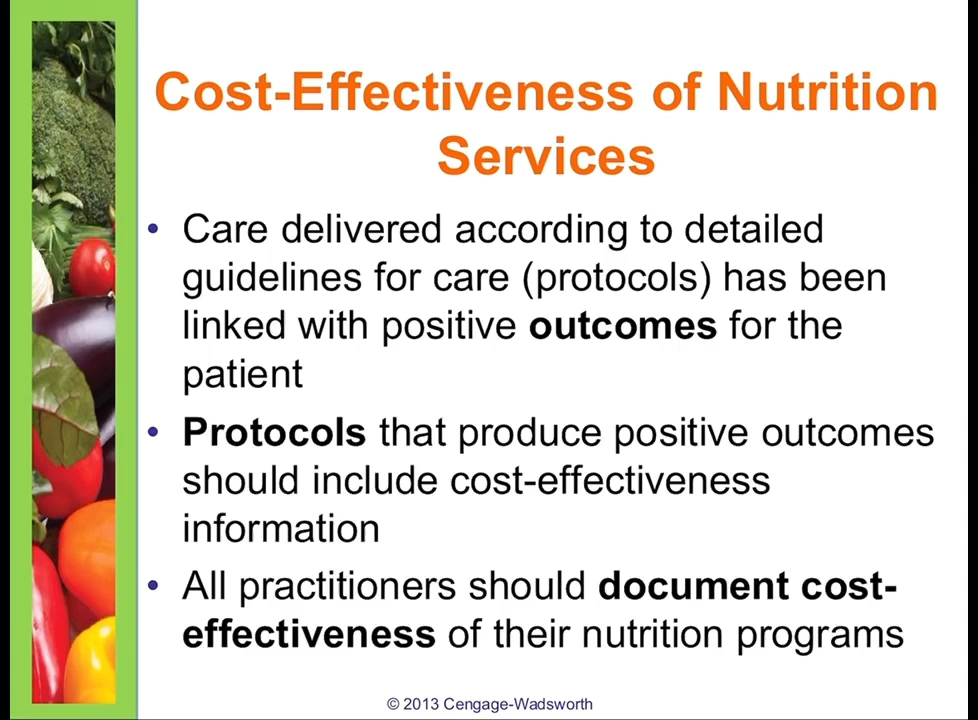 Cost-Effectiveness of Nutrition
Services
• Care delivered according to detailed
guidelines for care (protocols) has been
linked with positive outcomes for the
patient
• Protocols that produce positive outcomes
should include cost-effectiveness
information
• All practitioners should document cost-
effectiveness of their nutrition programs
© 2013 Cengage-Wadsworth